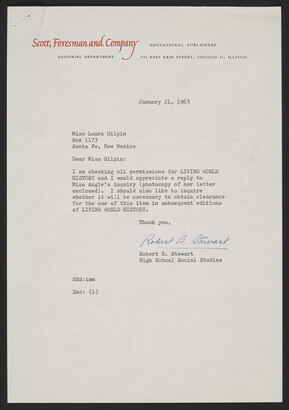 Scott, Foresman and Company EDUCATIONAL PUBLISHERS
EDITORIAL DEPARTMENT 433 EAST ERIE STREET, CHICAGO 11, ILLINOIS
January 21, 1963
Miss Laura Gilpin
Box 1173
Santa Fe, New Mexico
Dear Miss Gilpin:
I am checking all permissions for LIVING WORLD
HISTORY and I would appreciate a reply to
Miss Angle's inquiry (photocopy of her letter
enclosed). I should also like to inquire
whether it will be necessary to obtain clearance
for the use of this item in subsequent editions
of LIVING WORLD HISTORY.
Thank you,
Robert B. Stewart
Robert B. Stewart
High School Social Studies
RBS:imm
Enc: (1)